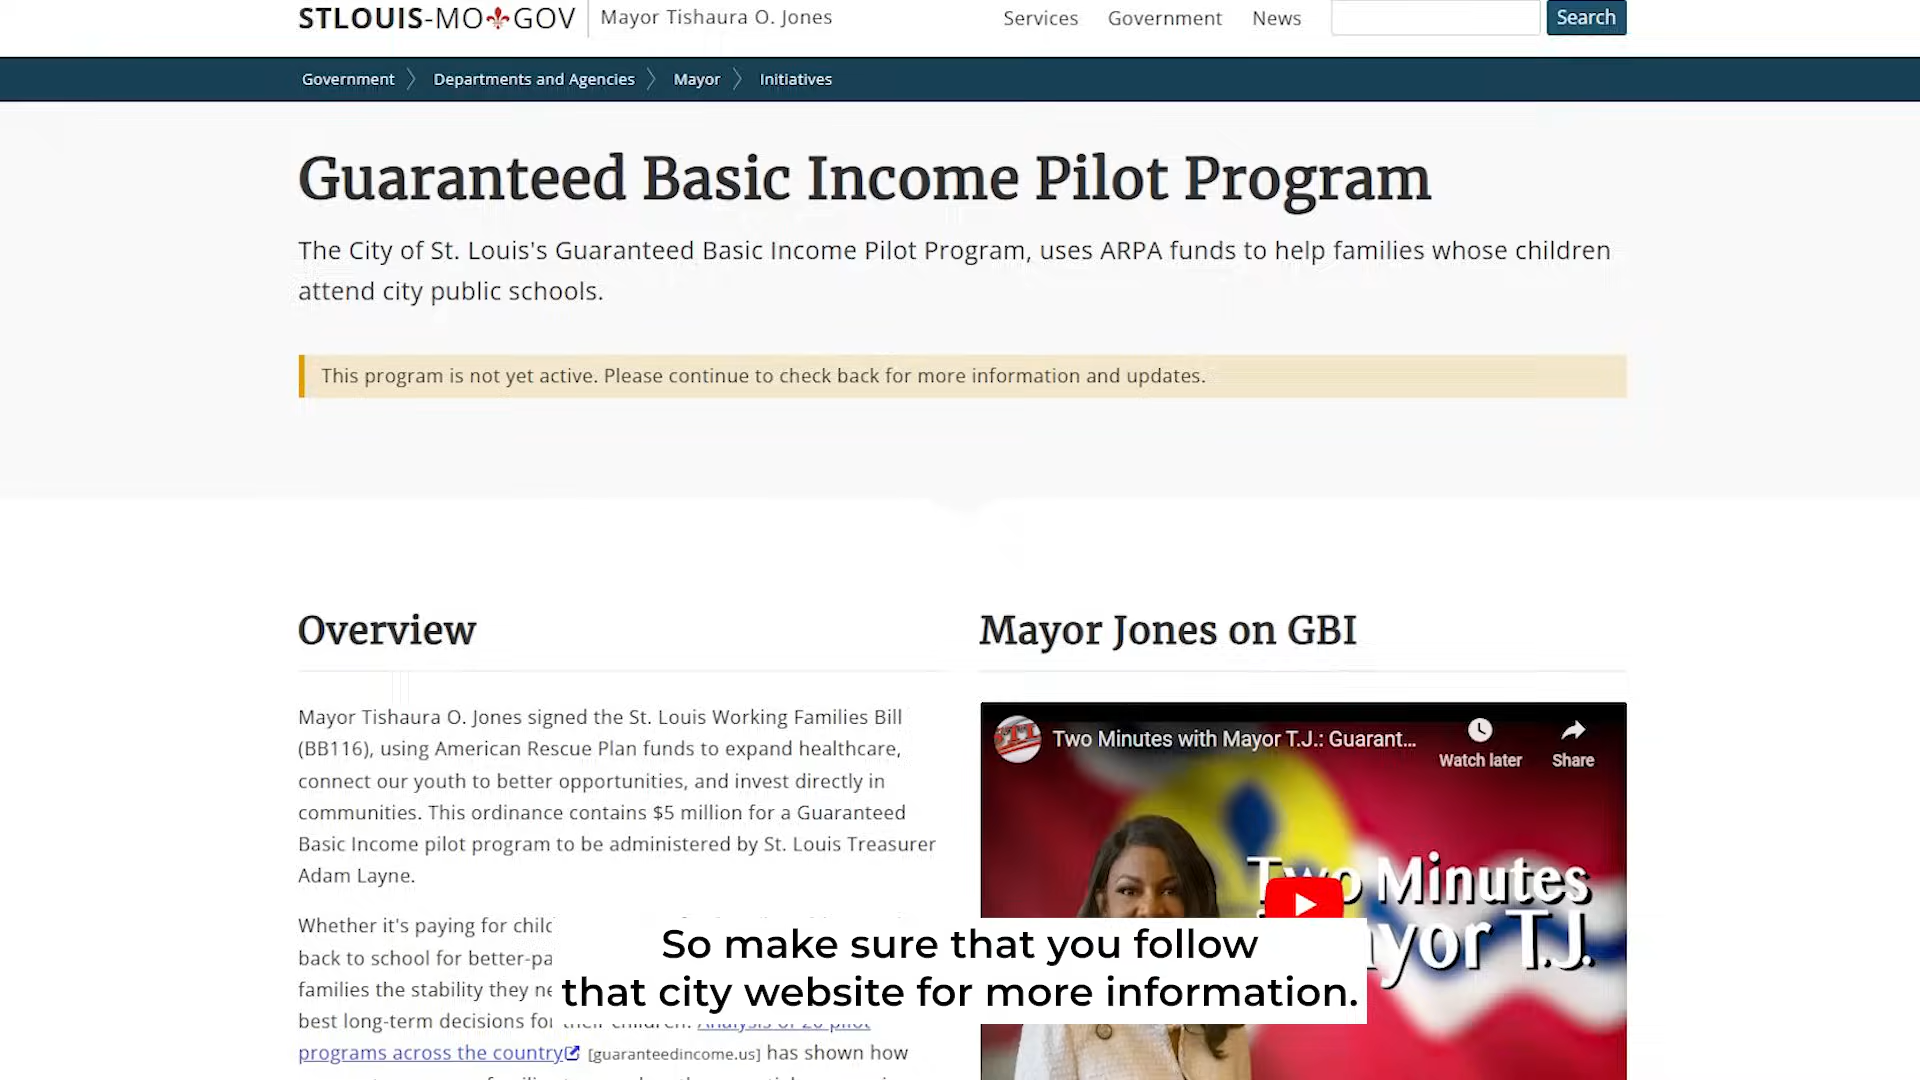 STLOUIS-MO GOV
Mayor Tishaura O. Jones
Services
Government
News
Search
Government
Departments and Agencies
Mayor
Initiatives
Guaranteed Basic Income Pilot Program
The City of St. Louis's Guaranteed Basic Income Pilot Program, uses ARPA funds to help families whose children
attend city public schools.
This program is not yet active. Please continue to check back for more information and updates.
Overview
Mayor Tishaura O. Jones signed the St. Louis Working Families Bill
(BB116), using American Rescue Plan funds to expand healthcare,
connect our youth to better opportunities, and invest directly in
communities. This ordinance contains $5 million for a Guaranteed
Basic Income pilot program to be administered by St. Louis Treasurer
Adam Layne.
Whether it's paying for
back to school for
families the stability they
best long-term decisions for their children. Analysis of 20 pilot
programs across the country [guaranteedincome.us] has shown how
Mayor Jones on GBI
STL
Two Minutes with Mayor T.J.: Guarant...
Watch later
Share
Two Minutes
Mayor T.J.
So make sure that you follow
that city website for more information.